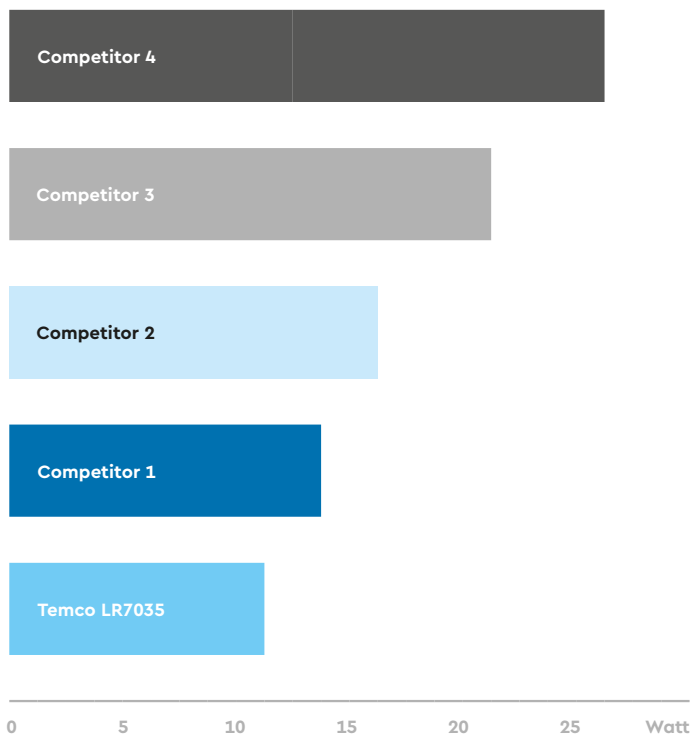 Competitor 4
Competitor 3
Competitor 2
Competitor 1
Temco LR7035
0 5 10 15 20 25 Watt